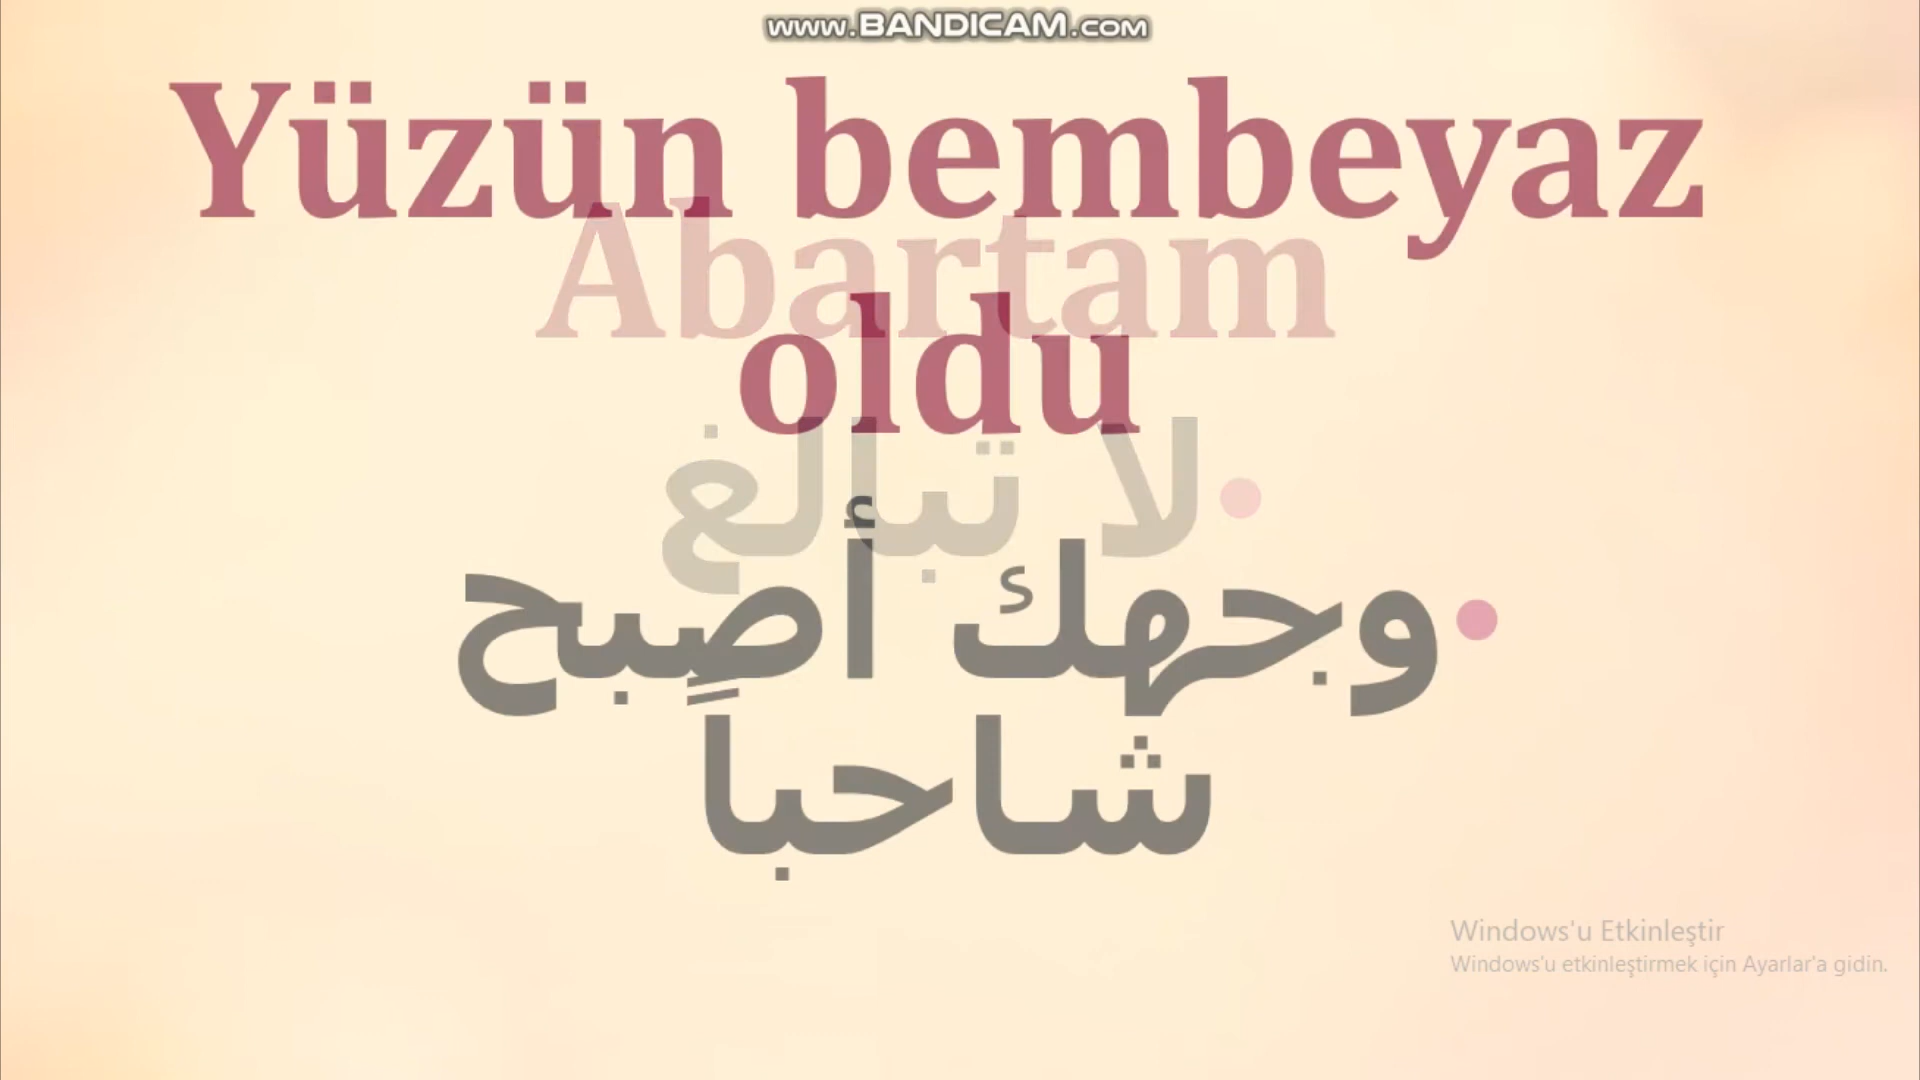 www.BANDICAM.com
Yüzün bembeyaz
Abartam
oldu
لا تبالغ
وجهك أصبح
شاحباً
Windows'u Etkinleştir
Windows'u etkinleştirmek için Ayarlar'a gidin.